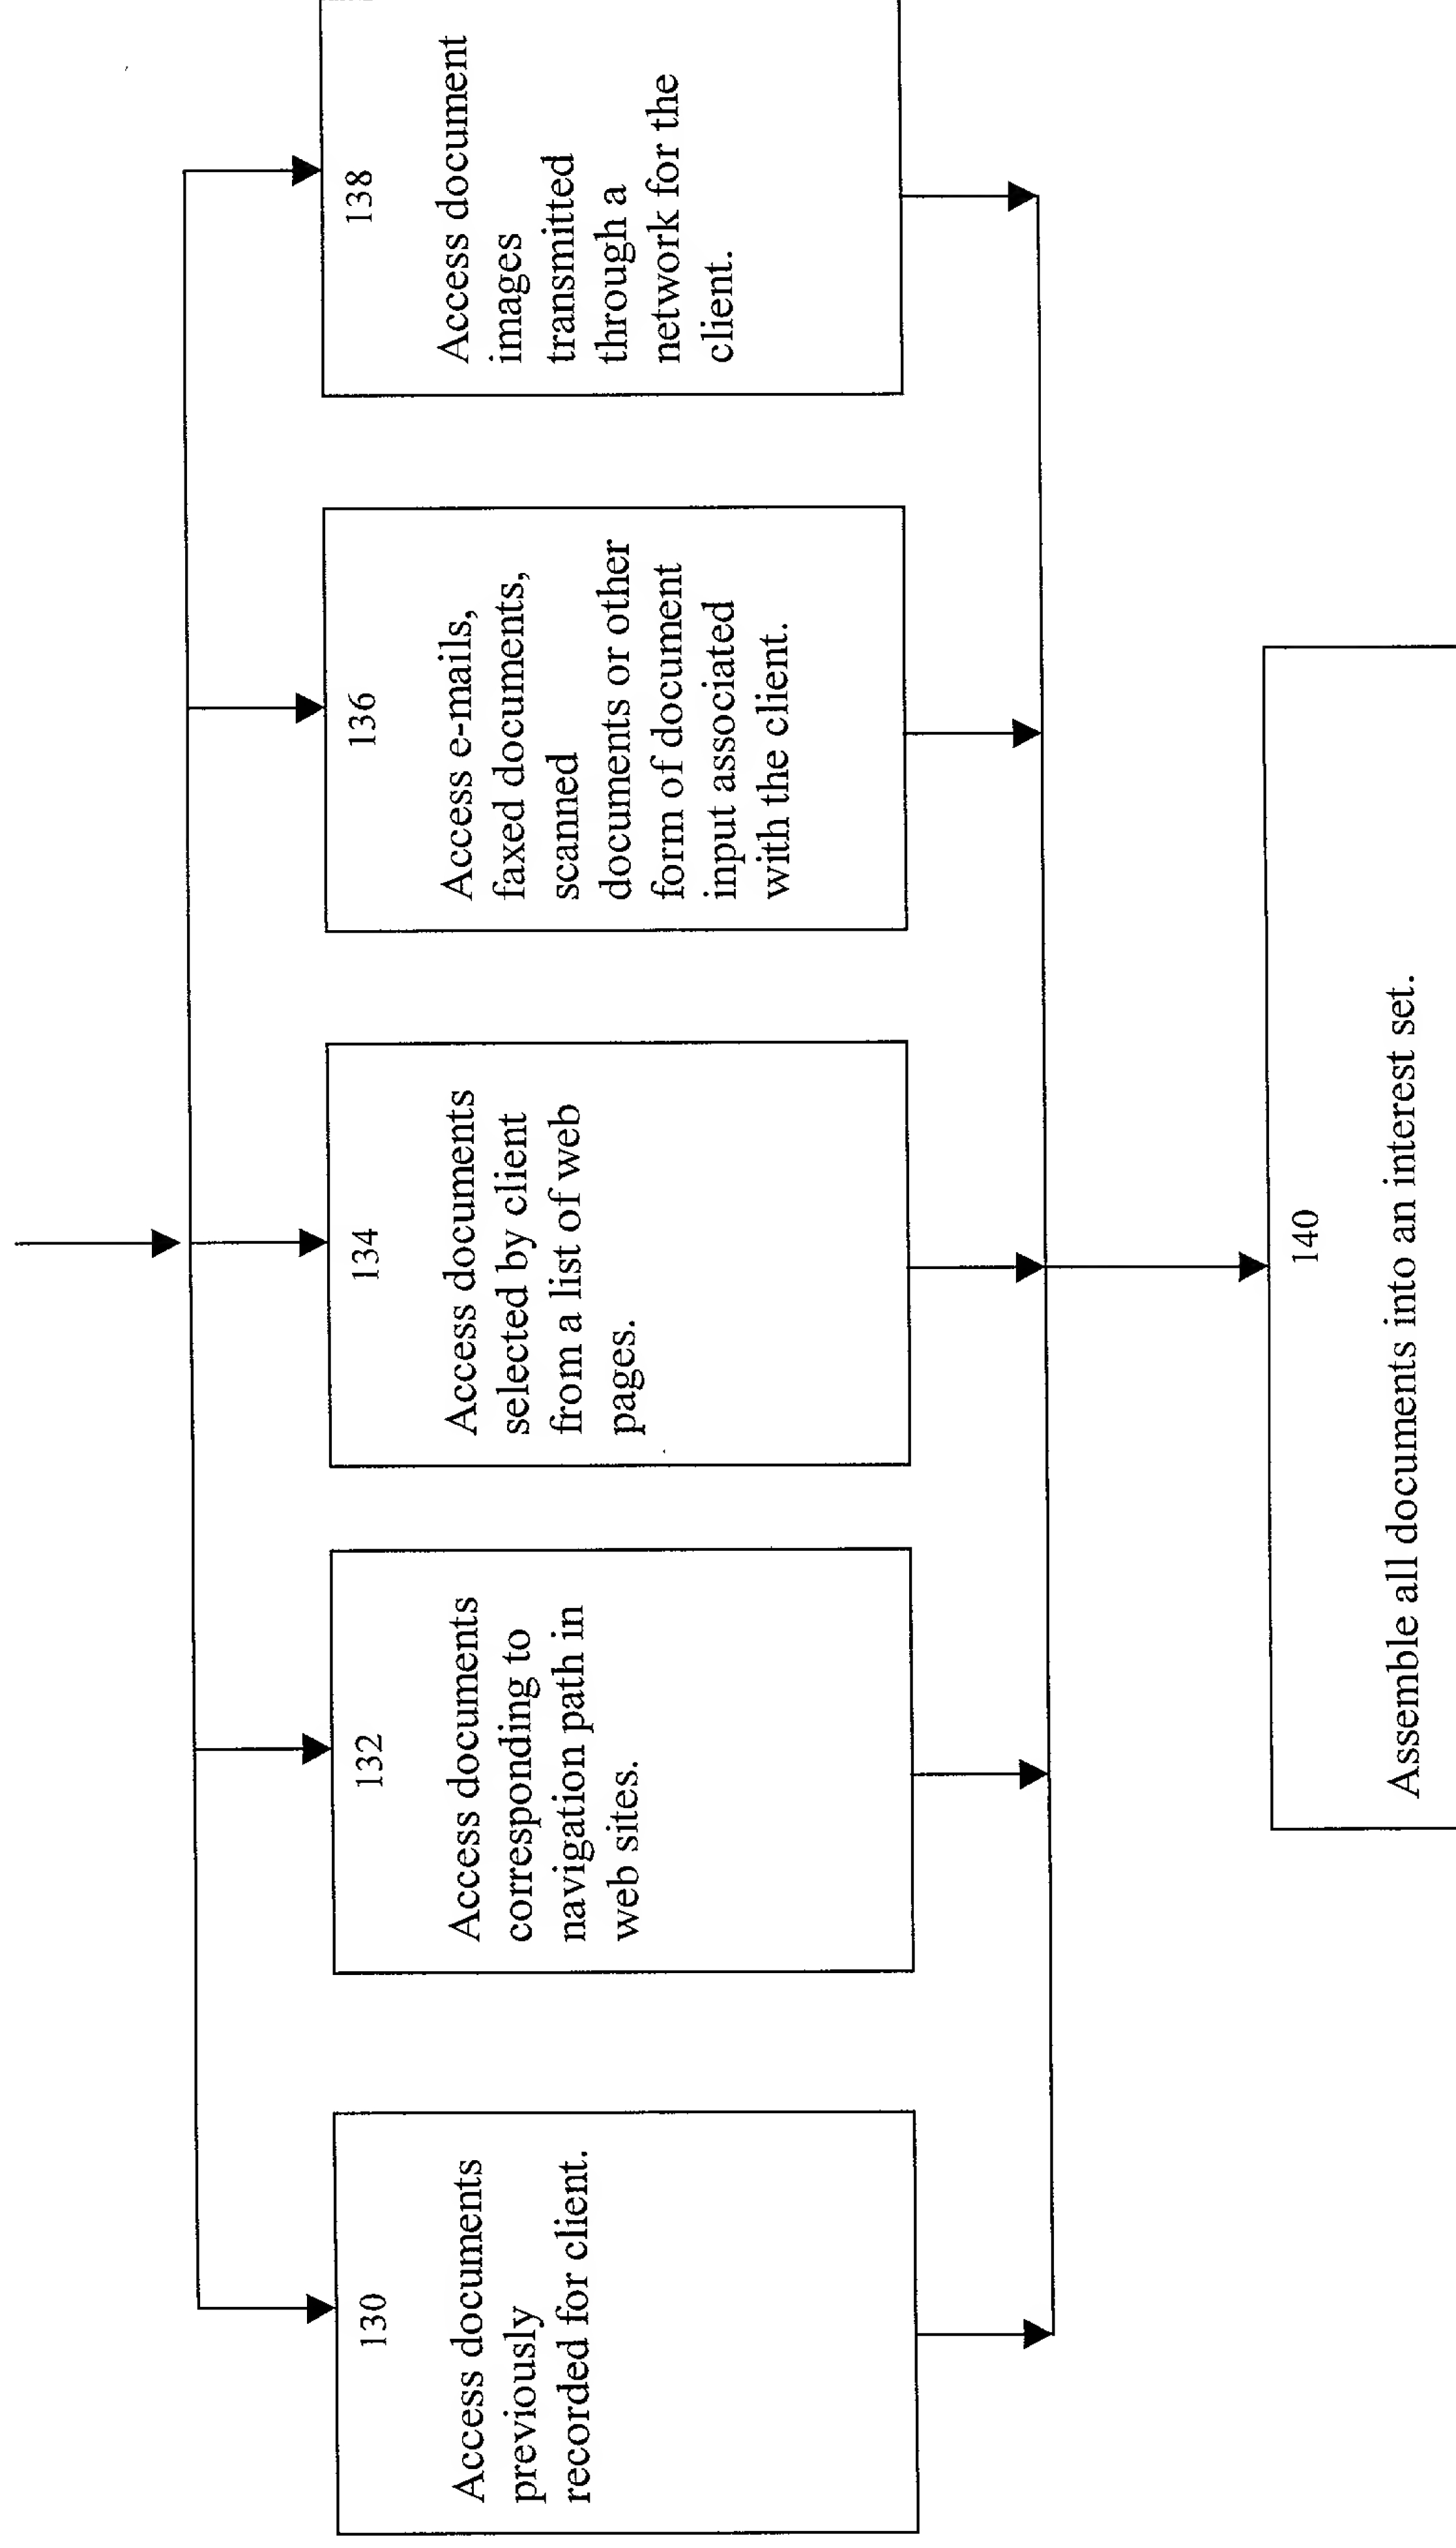 130
Access documents
previously
recorded for client.
132
Access documents
corresponding to
navigation path in
web sites.
134
Access documents
selected by client
from a list of web
pages.
136
Access e-mails,
faxed documents,
scanned
documents or other
form of document
input associated
with the client.
138
Access document
images
transmitted
through a
network for the
client.
140
Assemble all documents into an interest set.